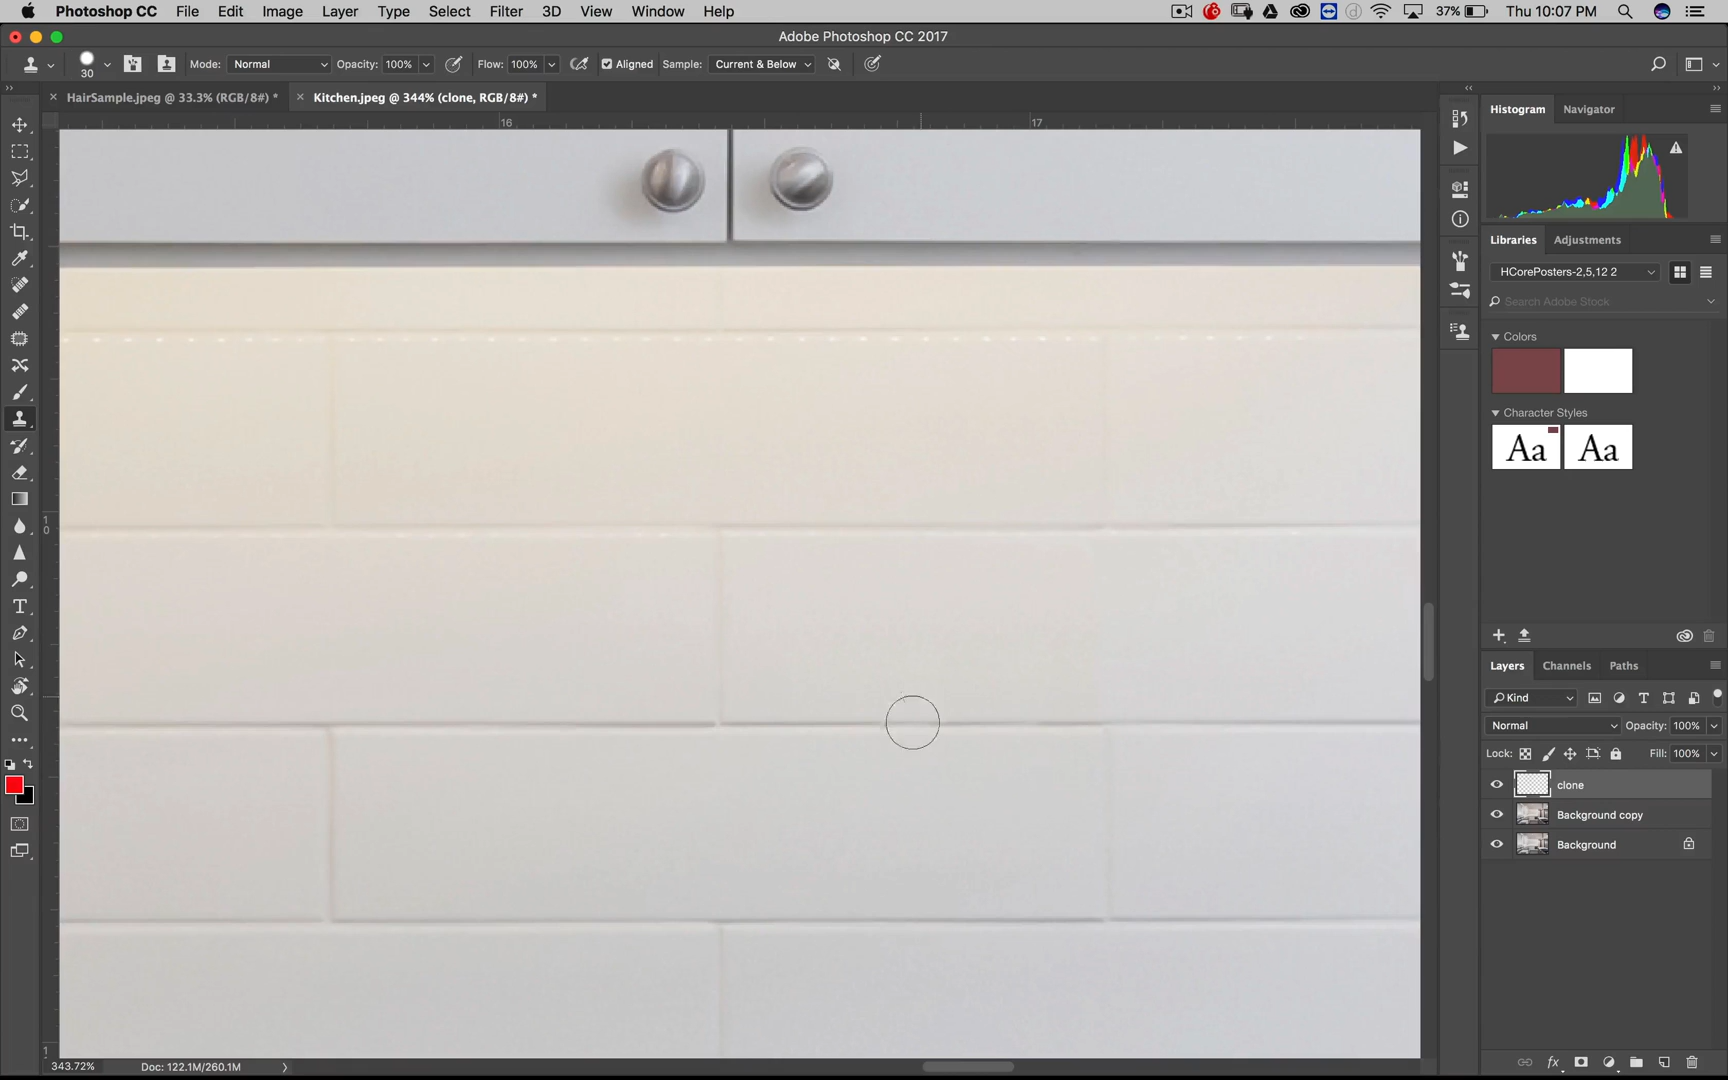 Photoshop CC File Edit Image Layer Type Select Filter 3D View Window Help 37% Thu 10:07 PM
Adobe Photoshop CC 2017
30 Mode: Normal Opacity: 100% Flow: 100% Aligned Sample: Current & Below
HairSample.jpeg @ 33.3% (RGB/8#) * Kitchen.jpeg @ 344% (clone, RGB/8#) *
16 17
Histogram Navigator
Libraries Adjustments
HCorePosters-2,5,12 2
Search Adobe Stock
Colors
Character Styles
Aa Aa
1
0
Layers Channels Paths
Kind
Normal Opacity: 100%
Lock: Fill: 100%
clone
Background copy
Background
1
343.72% Doc: 122.1M/260.1M